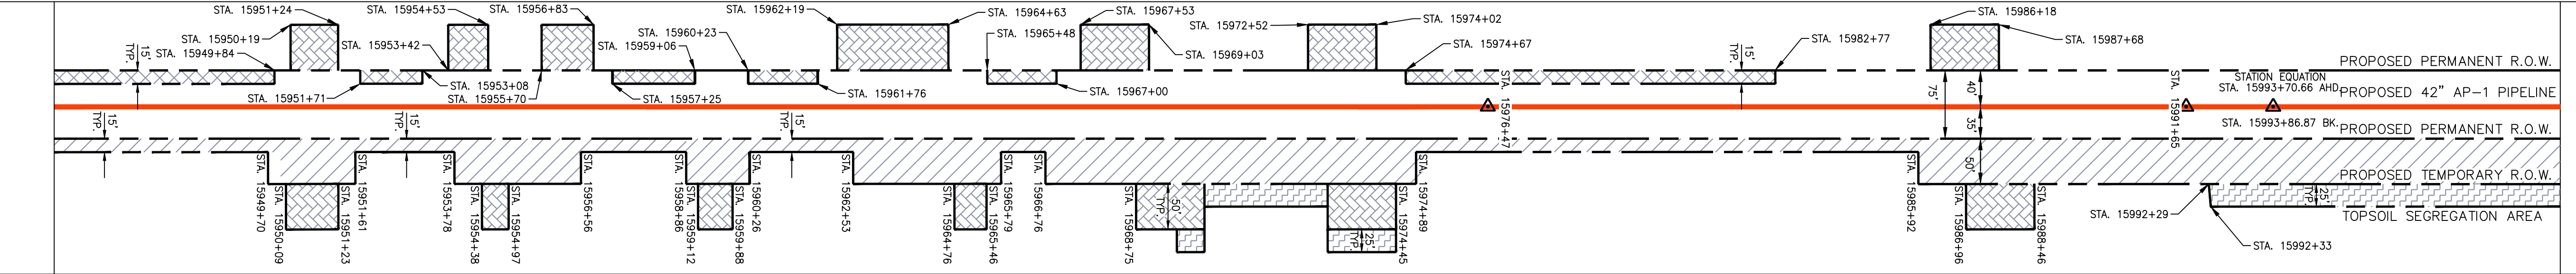 STA. 15951+24
STA. 15954+53
STA. 15956+83
STA. 15962+19
STA. 15964+63
STA. 15967+53
STA. 15972+52
STA. 15974+02
STA. 15986+18
STA. 15950+19
STA. 15949+84
STA. 15953+42
STA. 15959+06
STA. 15960+23
STA. 15965+48
STA. 15969+03
STA. 15974+67
STA. 15982+77
STA. 15987+68
15'
TYP.
15'
TYP.
PROPOSED PERMANENT R.O.W.
STA. 15951+71
STA. 15953+08
STA. 15955+70
STA. 15957+25
STA. 15961+76
STA. 15967+00
STA. 15976+47
75'
40'
35'
50'
STA. 15991+65
STATION EQUATION
STA. 15993+70.66 AHD.
STA. 15993+86.87 BK.
PROPOSED 42" AP-1 PIPELINE
PROPOSED PERMANENT R.O.W.
15'
TYP.
15'
TYP.
15'
TYP.
STA. 15949+70
STA. 15950+09
STA. 15951+23
STA. 15951+61
STA. 15953+78
STA. 15954+38
STA. 15954+97
STA. 15956+56
STA. 15958+86
STA. 15959+12
STA. 15959+88
STA. 15960+26
STA. 15962+53
STA. 15964+76
STA. 15965+46
STA. 15965+79
STA. 15966+76
STA. 15968+75
50'
TYP.
25'
TYP.
STA. 15974+45
STA. 15974+89
STA. 15985+92
STA. 15986+96
STA. 15988+46
PROPOSED TEMPORARY R.O.W.
25'
TYP.
STA. 15992+29
TOPSOIL SEGREGATION AREA
STA. 15992+33